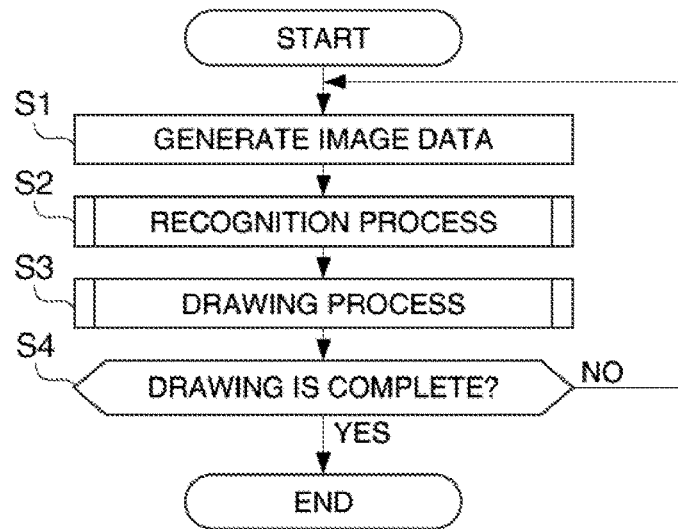 START
S1
GENERATE IMAGE DATA
S2
RECOGNITION PROCESS
S3
DRAWING PROCESS
S4
DRAWING IS COMPLETE?
NO
YES
END